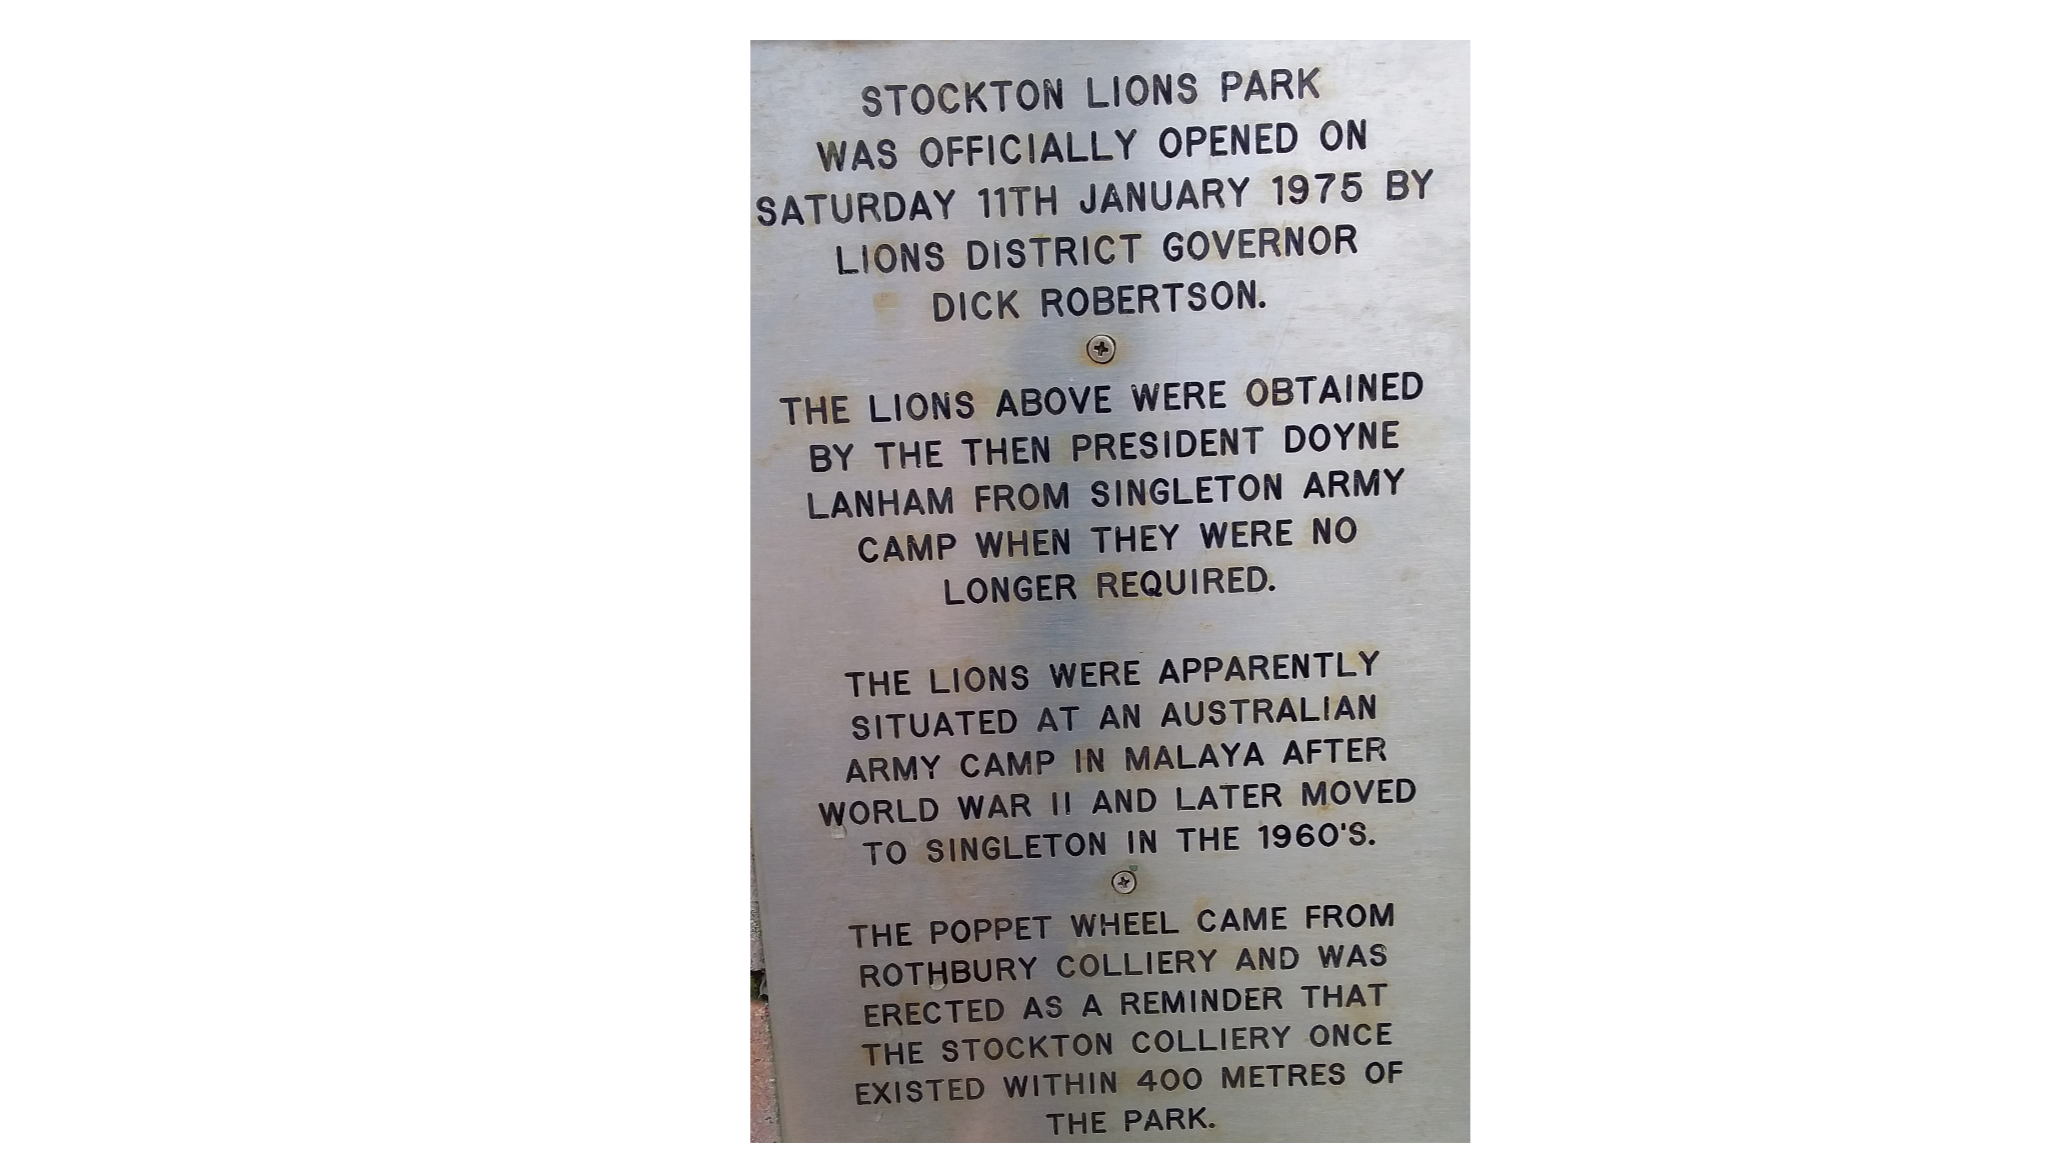 STOCKTON LIONS PARK
WAS OFFICIALLY OPENED ON
SATURDAY 11TH JANUARY 1975 BY
LIONS DISTRICT GOVERNOR
DICK ROBERTSON.
THE LIONS ABOVE WERE OBTAINED
BY THE THEN PRESIDENT DOYNE
LANHAM FROM SINGLETON ARMY
CAMP WHEN THEY WERE NO
LONGER REQUIRED.
THE LIONS WERE APPARENTLY
SITUATED AT AN AUSTRALIAN
ARMY CAMP IN MALAYA AFTER
WORLD WAR II AND LATER MOVED
TO SINGLETON IN THE 1960'S.
THE POPPET WHEEL CAME FROM
ROTHBURY COLLIERY AND WAS
ERECTED AS A REMINDER THAT
THE STOCKTON COLLIERY ONCE
EXISTED WITHIN 400 METRES OF
THE PARK.